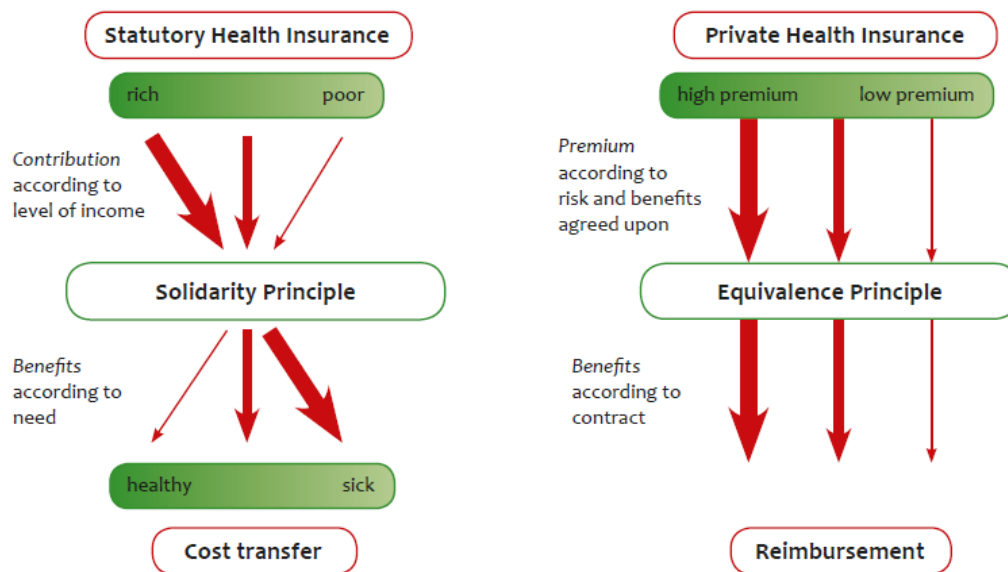 Statutory Health Insurance
rich poor
Contribution
according to
level of income
Solidarity Principle
Benefits
according to
need
healthy sick
Cost transfer
Private Health Insurance
high premium low premium
Premium
according to
risk and benefits
agreed upon
Equivalence Principle
Benefits
according to
contract
Reimbursement